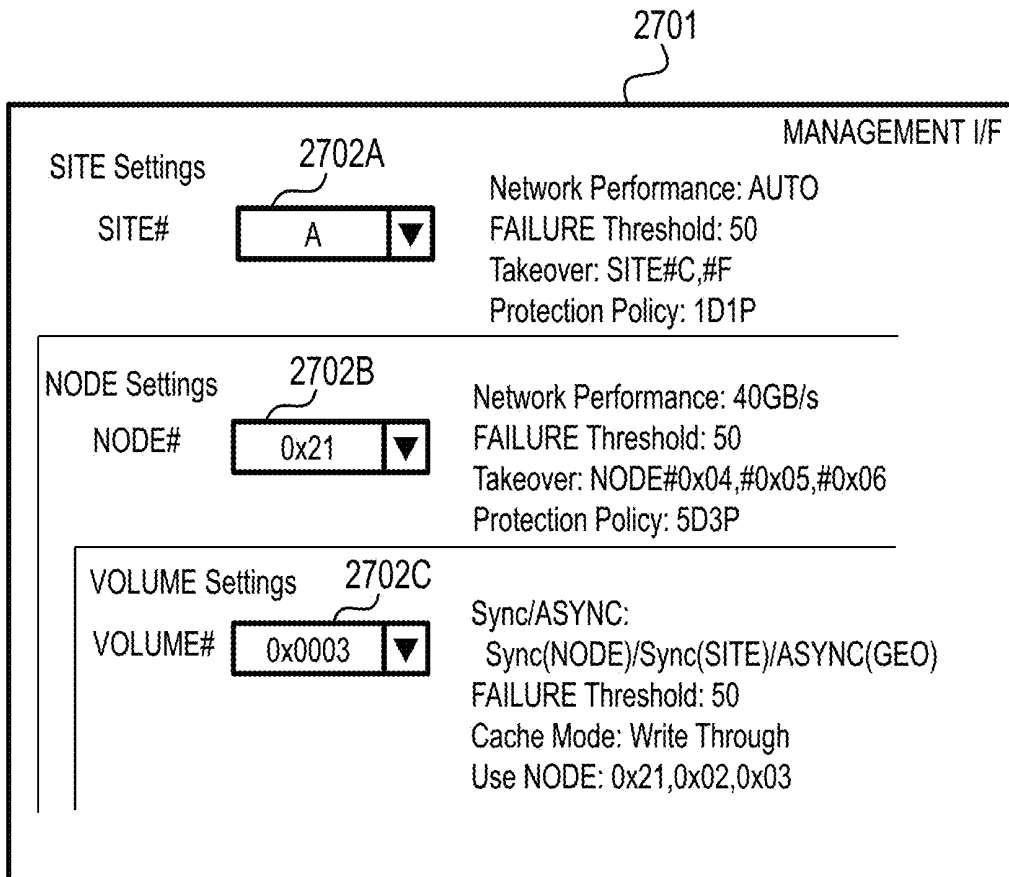 2701
MANAGEMENT I/F
SITE Settings
2702A
SITE#
A
Network Performance: AUTO
FAILURE Threshold: 50
Takeover: SITE#C,#F
Protection Policy: 1D1P
NODE Settings
2702B
NODE#
0x21
Network Performance: 40GB/s
FAILURE Threshold: 50
Takeover: NODE#0x04,#0x05,#0x06
Protection Policy: 5D3P
VOLUME Settings
2702C
VOLUME#
0x0003
Sync/ASYNC:
Sync(NODE)/Sync(SITE)/ASYNC(GEO)
FAILURE Threshold: 50
Cache Mode: Write Through
Use NODE: 0x21,0x02,0x03